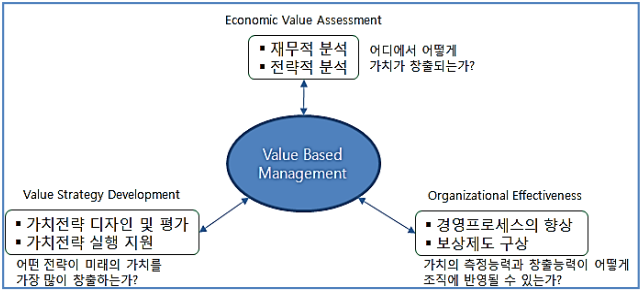 Economic Value Assessment
▪ 재무적 분석
▪ 전략적 분석
어디에서 어떻게
가치가 창출되는가?
Value Based
Management
Value Strategy Development
▪ 가치전략 디자인 및 평가
▪ 가치전략 실행 지원
어떤 전략이 미래의 가치를
가장 많이 창출하는가?
Organizational Effectiveness
▪ 경영프로세스의 향상
▪ 보상제도 구상
가치의 측정능력과 창출능력이 어떻게
조직에 반영될 수 있는가?